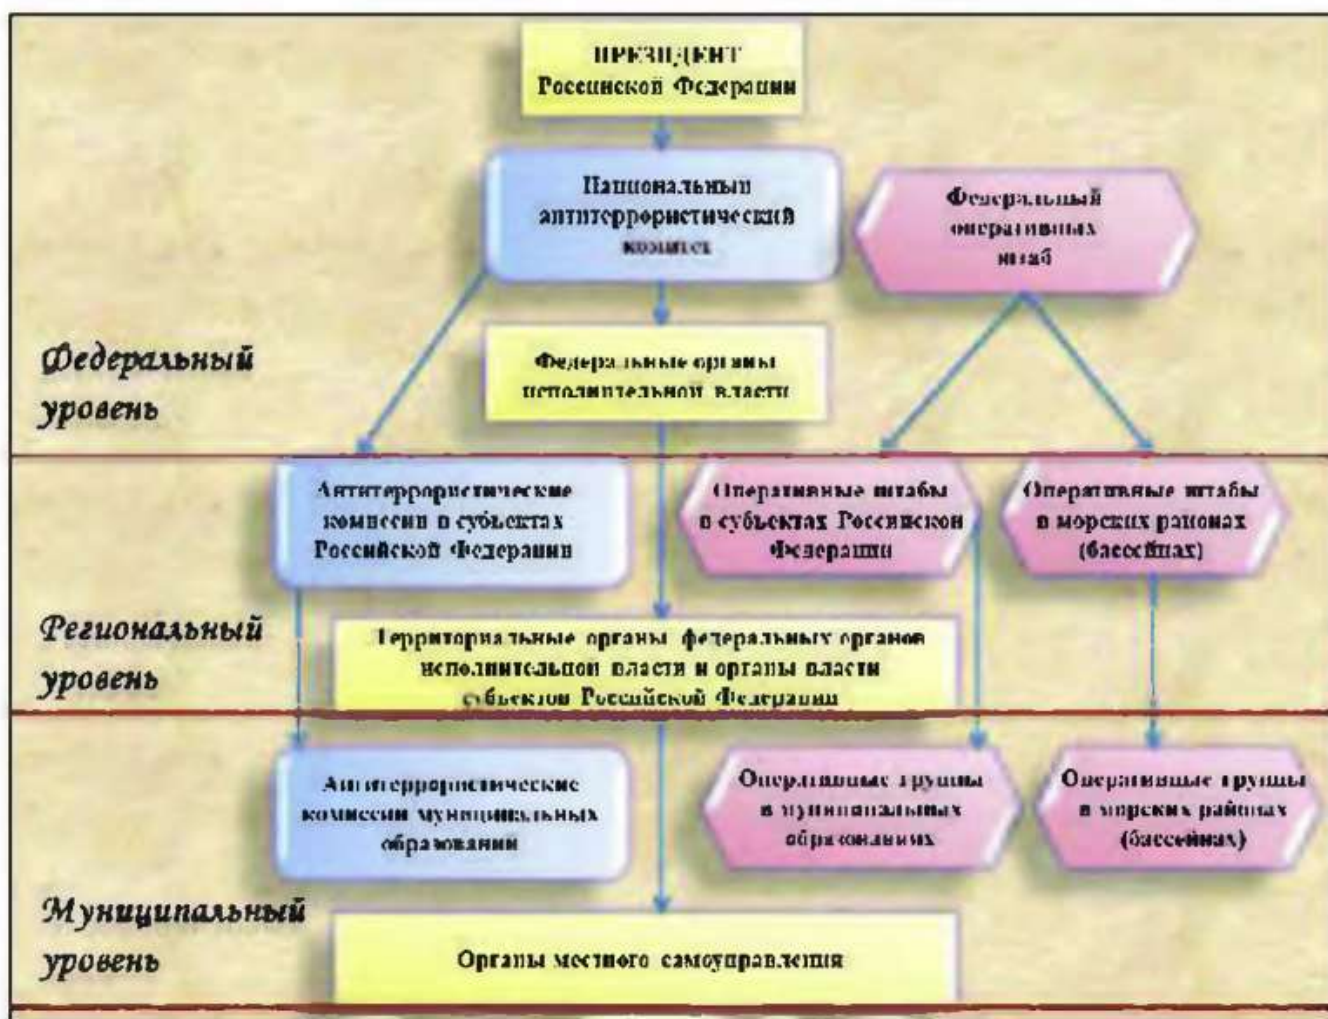 ПРЕЗИДЕНТ
Российской Федерации
Национальный
антитеррористический
комитет
Федеральный
оперативных
штаб
Федеральный
уровень
Федеральные органы
исполнительной власти
Антитеррористические
комиссии в субъектах
Российской Федерации
Оперативные штабы
в субъектах Российской
Федерации
Оперативные штабы
в морских районах
(бассейнах)
Региональный
уровень
Территориальные органы федеральных органов
исполнительной власти и органы власти
субъектов Российской Федерации
Антитеррористические
комиссии муниципальных
образований
Оперативные группы
в муниципальных
образованиях
Оперативные группы
в морских районах
(бассейнах)
Муниципальный
уровень
Органы местного самоуправления